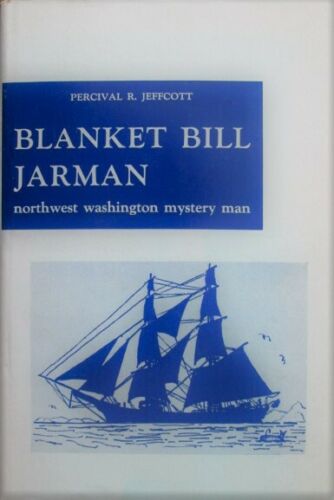 PERCIVAL R. JEFFCOTT
BLANKET BILL
JARMAN
northwest washington mystery man